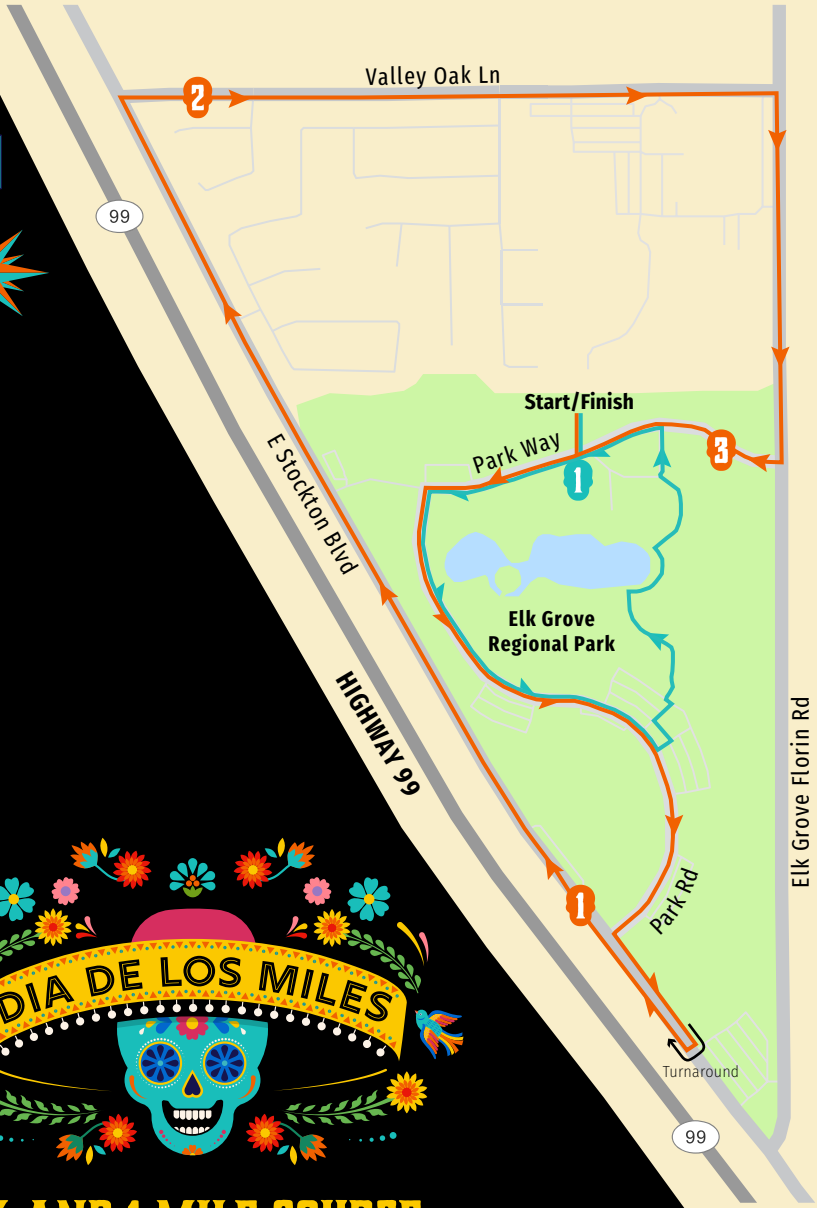 Valley Oak Ln
2
99
Start/Finish
Park Way
3
1
E Stockton Blvd
Elk Grove
Regional Park
HIGHWAY 99
Elk Grove Florin Rd
1
Park Rd
DIA DE LOS MILES
Turnaround
99